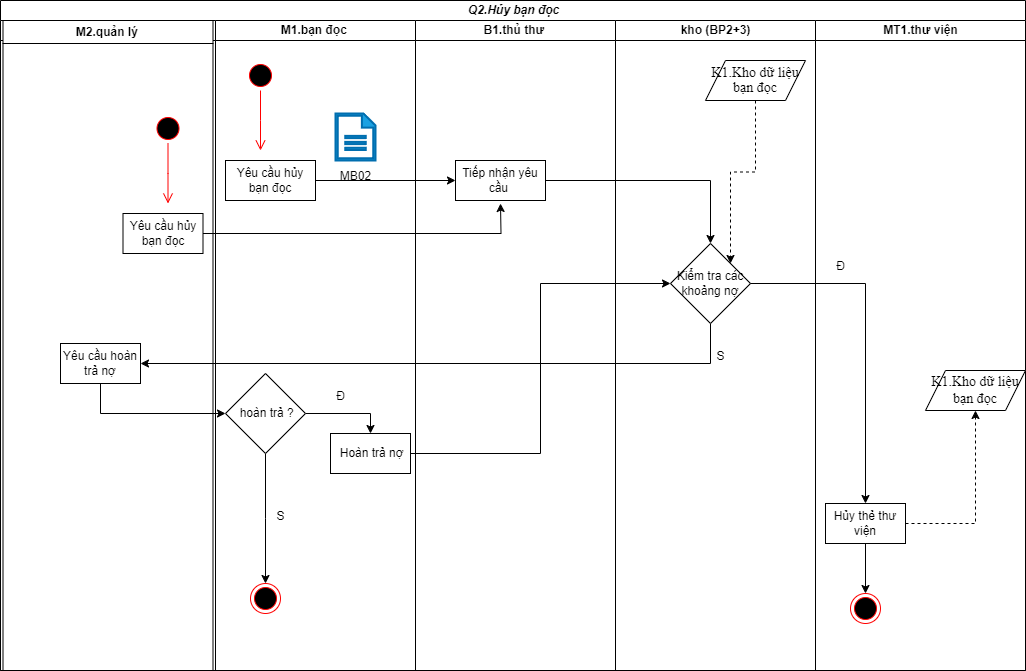 Q2.Hủy bạn đọc
M2.quản lý
M1.bạn đọc
B1.thủ thư
kho (BP2+3)
MT1.thư viện
K1.Kho dữ liệu
bạn đọc
Yêu cầu hủy
bạn đọc
MB02
Tiếp nhận yêu
cầu
Yêu cầu hủy
bạn đọc
Kiểm tra các
khoảng nợ
Đ
S
Yêu cầu hoàn
trả nợ
hoàn trả ?
Đ
Hoàn trả nợ
K1.Kho dữ liệu
bạn đọc
S
Hủy thẻ thư
viện